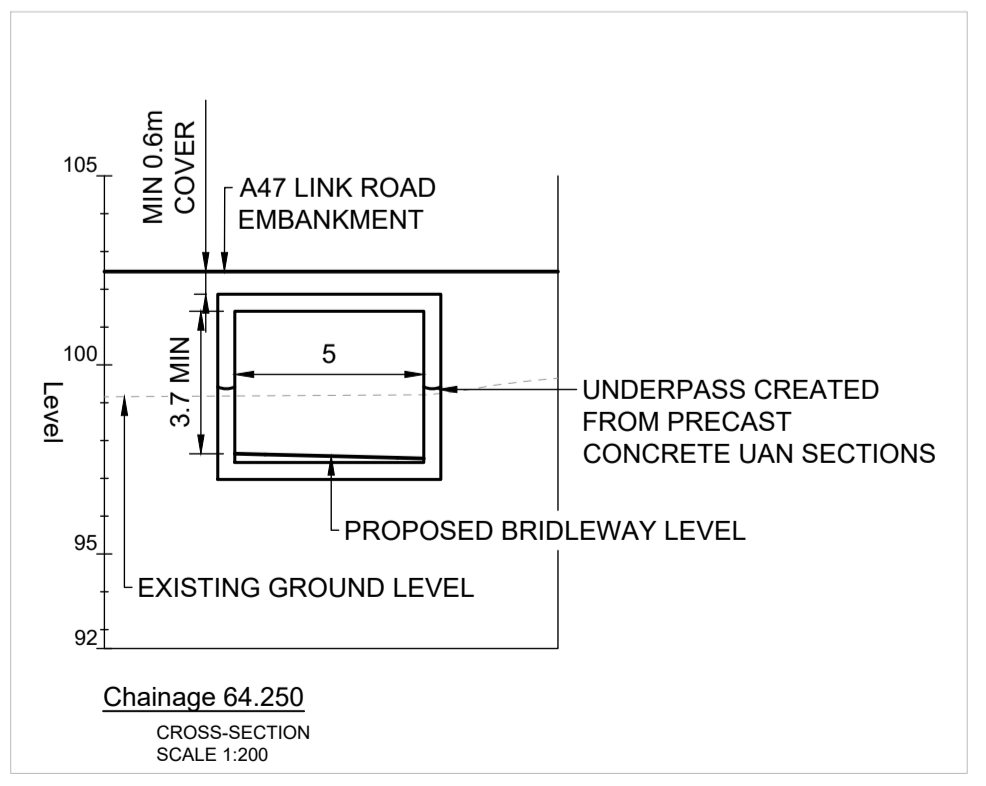 MIN 0.6m
COVER
105
A47 LINK ROAD
EMBANKMENT
100
Level
3.7 MIN
5
UNDERPASS CREATED
FROM PRECAST
CONCRETE UAN SECTIONS
PROPOSED BRIDLEWAY LEVEL
95
EXISTING GROUND LEVEL
92
Chainage 64.250
CROSS-SECTION
SCALE 1:200